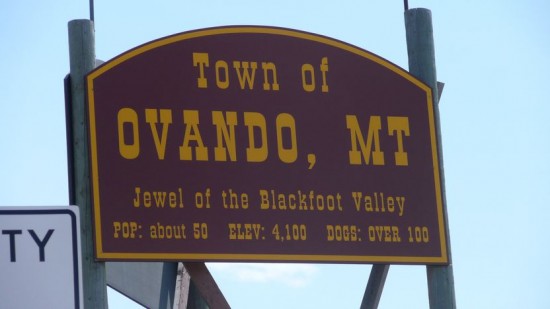 Town of
OVANDO, MT
Jewel of the Blackfoot Valley
POP: about 50 ELEV: 4,100 DOGS: OVER 100
TY